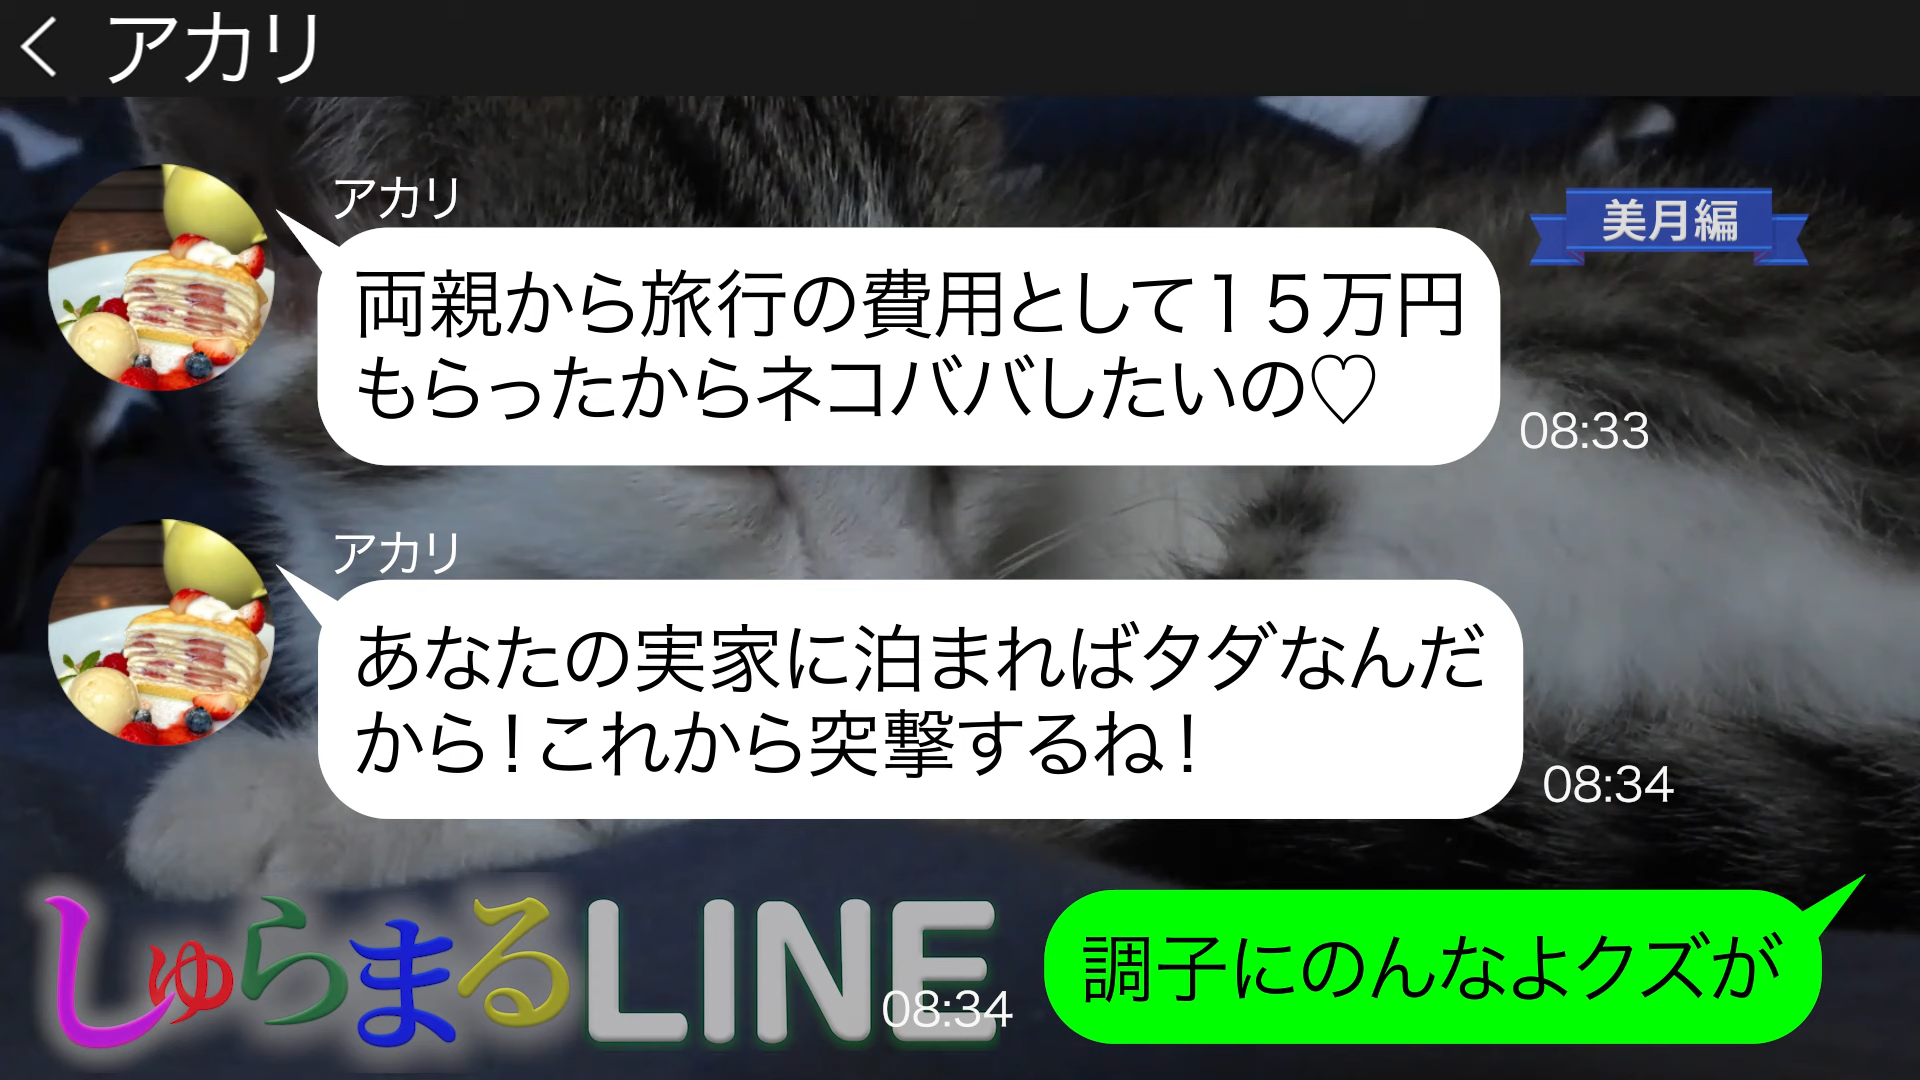 アカリ
アカリ
美月編
両親から旅行の費用として15万円
もらったからネコババしたいの♡
08:33
アカリ
あなたの実家に泊まればタダなんだ
から!これから突撃するね!
08:34
しゅらまるLINE
08:34
調子にのんなよクズが